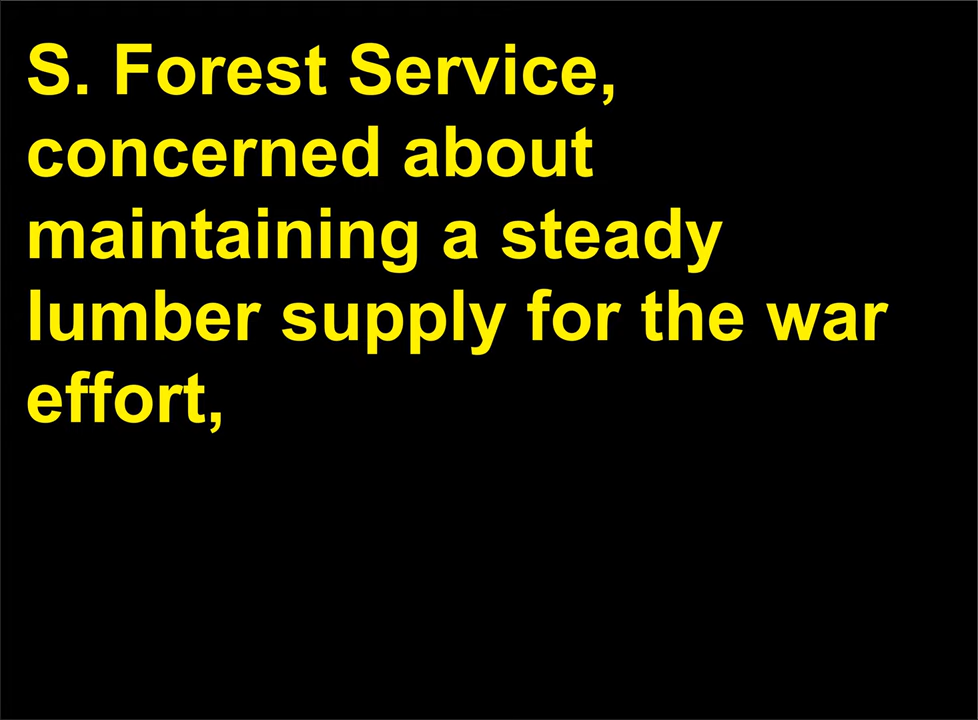 S. Forest Service,
concerned about
maintaining a steady
lumber supply for the war
effort,